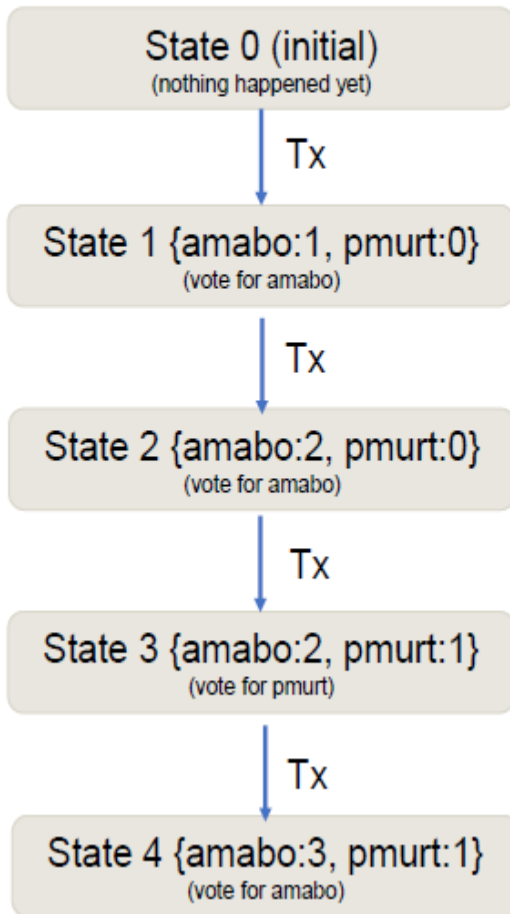 State 0 (initial)
(nothing happened yet)
Tx
State 1 {amabo:1, pmurt:0}
(vote for amabo)
Tx
State 2 {amabo:2, pmurt:0}
(vote for amabo)
Tx
State 3 {amabo:2, pmurt:1}
(vote for pmurt)
Tx
State 4 {amabo:3, pmurt:1}
(vote for amabo)